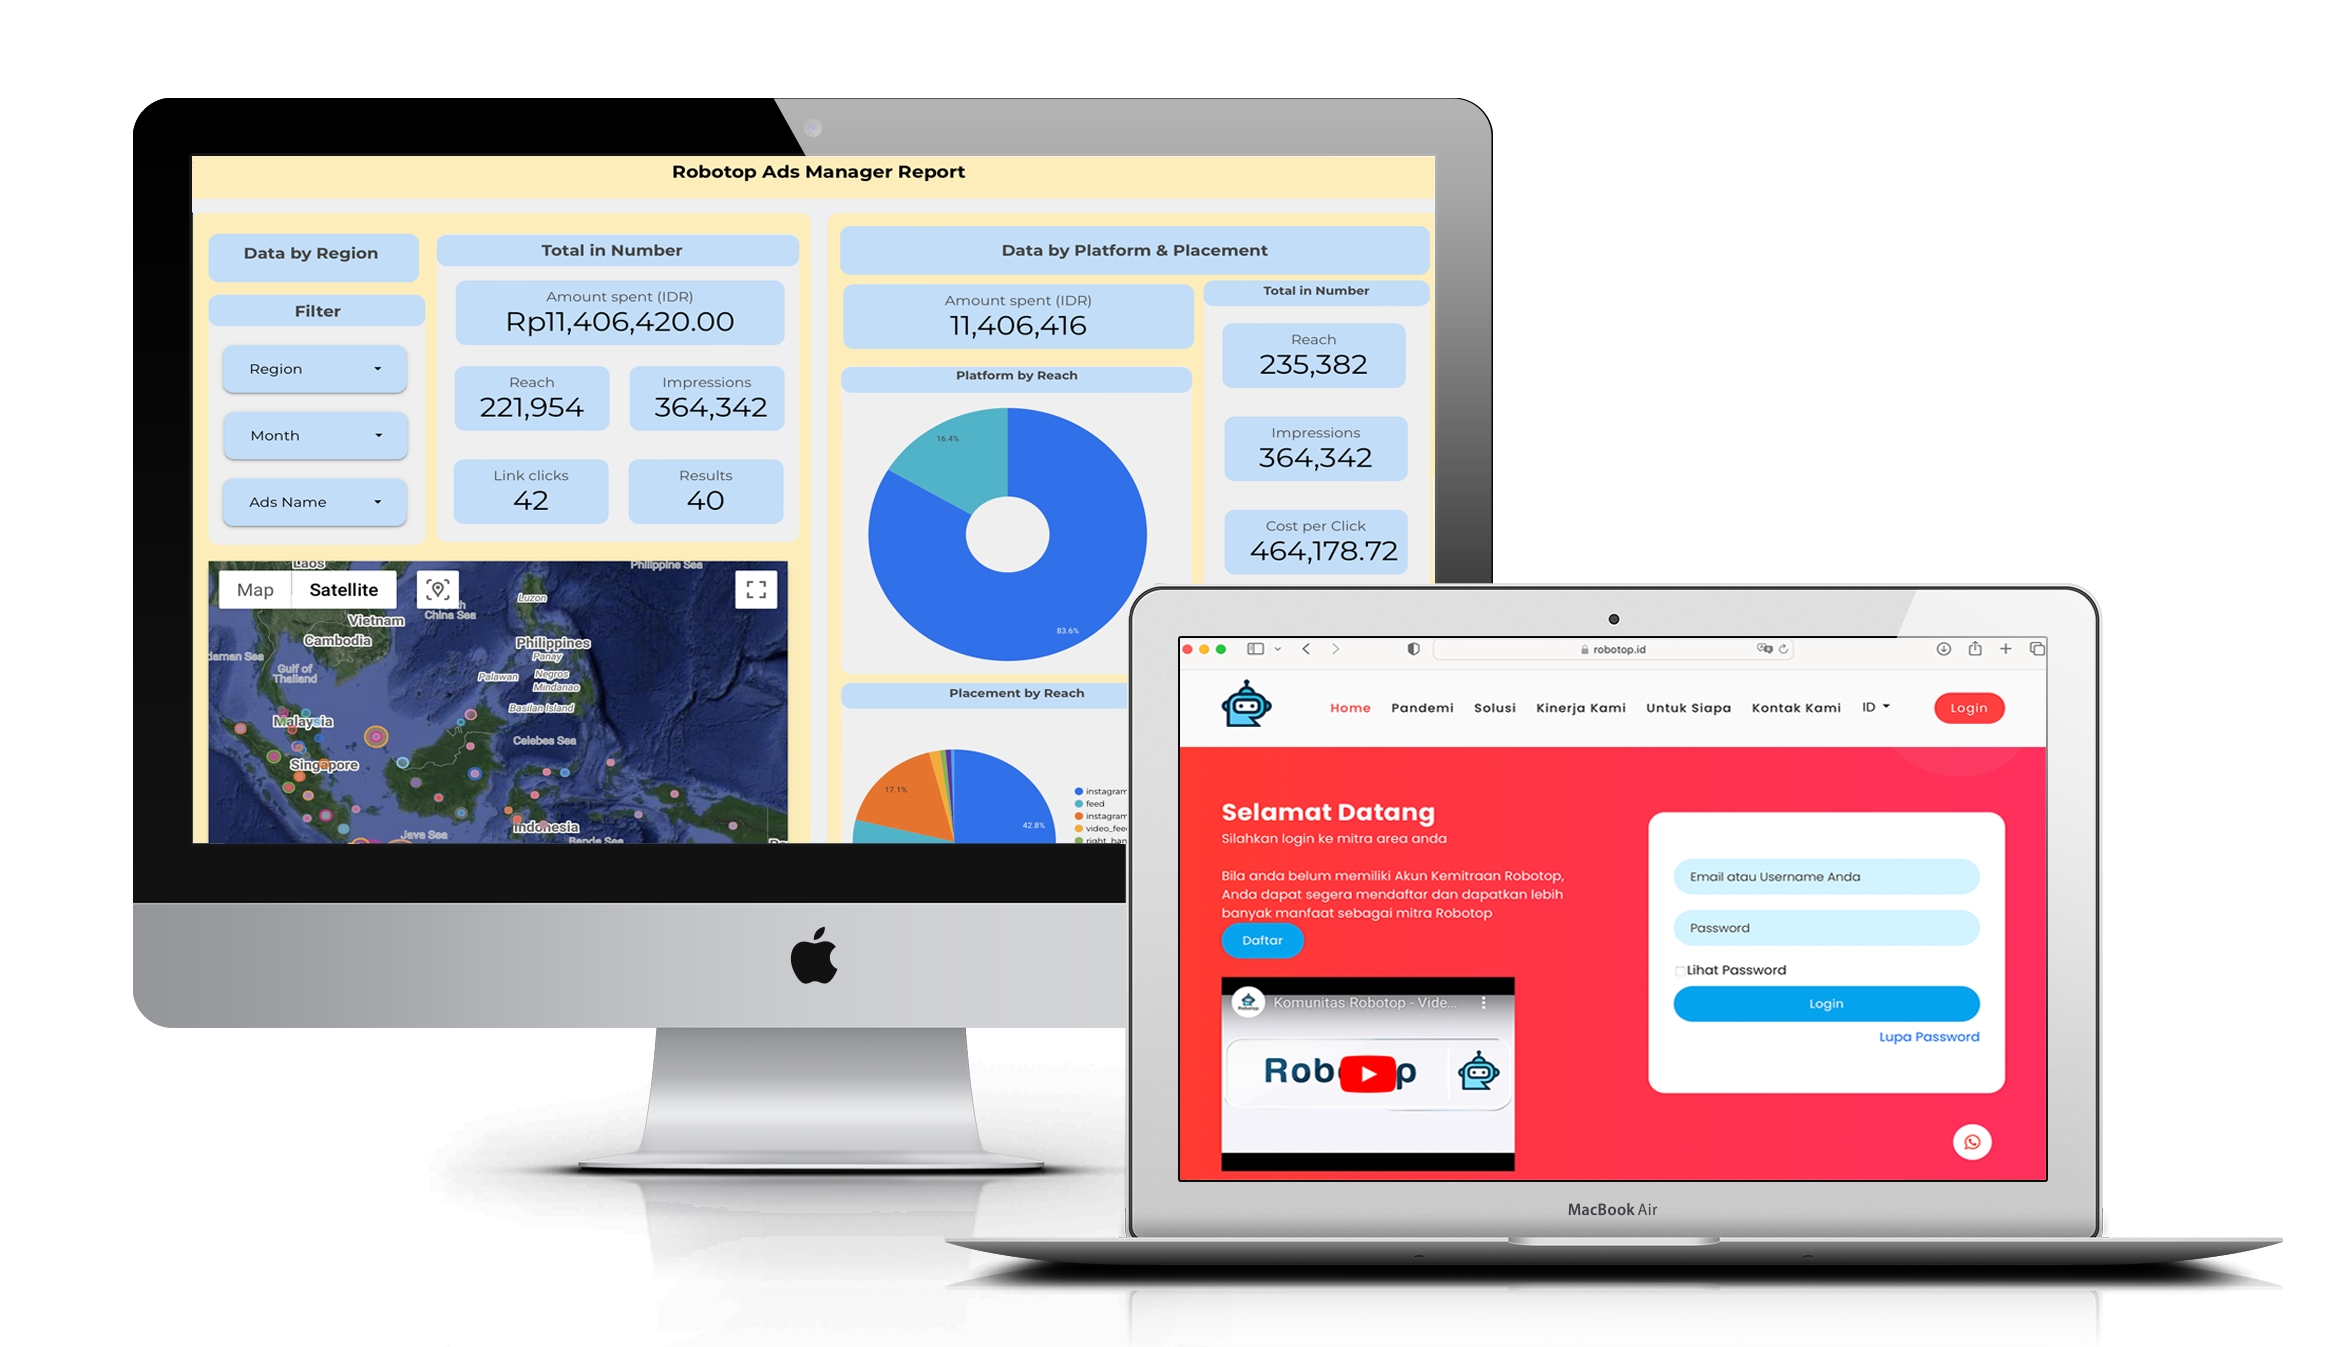 Robotop Ads Manager Report
Data by Region
Filter
Region
Month
Ads Name
Total in Number
Amount spent (IDR)
Rp11,406,420.00
Reach
221,954
Impressions
364,342
Link clicks
42
Results
40
Map
Satellite
Laos
Philippine Sea
Luzon
China Sea
Vietnam
Cambodia
Philippines
Panay
Gulf of
Thailand
Palawan
Negros
Mindanao
Basilan Island
Malaysia
Celebes Sea
Singapore
Indonesia
Java Sea
Banda Sea
Data by Platform & Placement
Amount spent (IDR)
11,406,416
Platform by Reach
16.4%
83.6%
Placement by Reach
17.1%
42.8%
instagram
feed
instagram
video_fee
right_han
Total in Number
Reach
235,382
Impressions
364,342
Cost per Click
464,178.72
robotop.id
Home Pandemi Solusi Kinerja Kami Untuk Siapa Kontak Kami ID Login
Selamat Datang
Silahkan login ke mitra area anda
Bila anda belum memiliki Akun Kemitraan Robotop,
Anda dapat segera mendaftar dan dapatkan lebih
banyak manfaat sebagai mitra Robotop
Daftar
Komunitas Robotop - Vide...
Rob p
Email atau Username Anda
Password
Lihat Password
Login
Lupa Password
MacBook Air